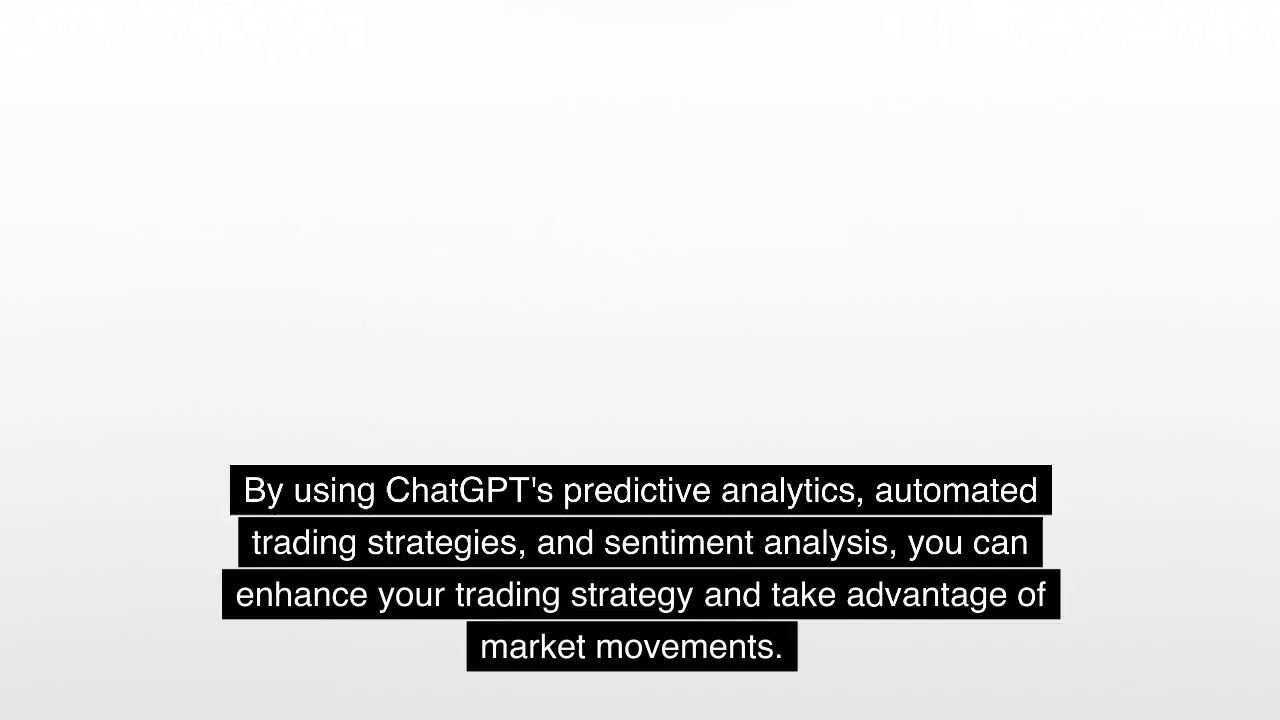 By using ChatGPT's predictive analytics, automated
trading strategies, and sentiment analysis, you can
enhance your trading strategy and take advantage of
market movements.